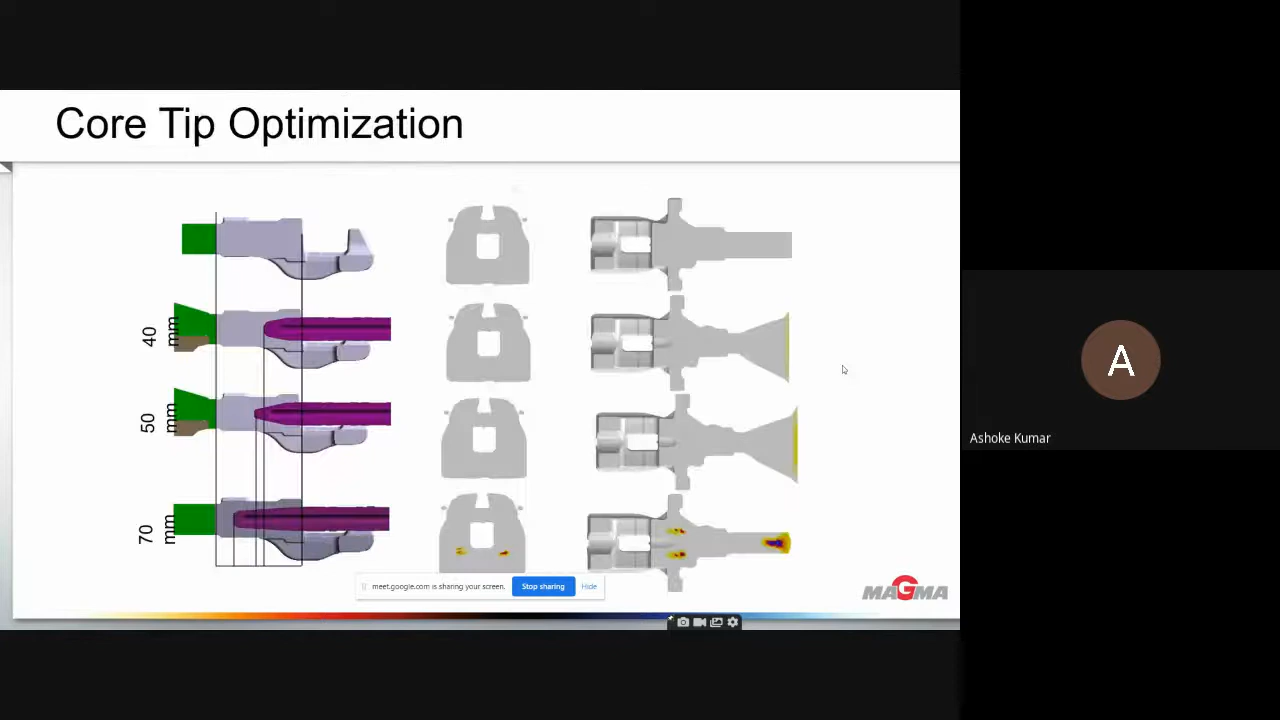 Core Tip Optimization
40
mm
50
mm
70
mm
meet.google.com is sharing your screen.
Stop sharing
Hide
MAGMA
A
Ashoke Kumar